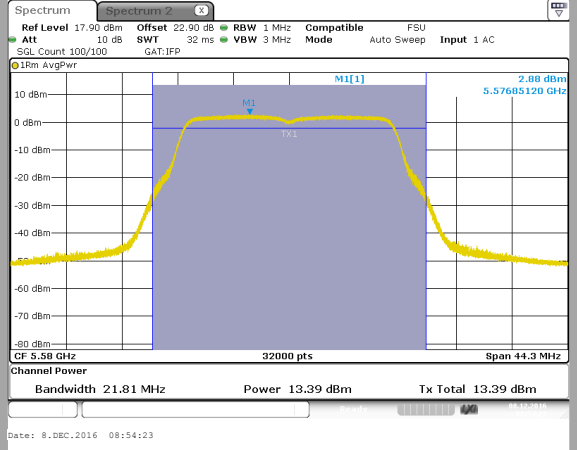 Spectrum Spectrum 2 X
Ref Level 17.90 dBm Offset 22.90 dB RBW 1 MHz Compatible FSU
Att 10 dB SWT 32 ms VBW 3 MHz Mode Auto Sweep Input 1 AC
SGL Count 100/100 GAT:IFP
1Rm AvgPwr
M1[1] 2.88 dBm
5.57685120 GHz
10 dBm
M1
0 dBm
TX1
-10 dBm
-20 dBm
-30 dBm
-40 dBm
-50 dBm
-60 dBm
-70 dBm
-80 dBm
CF 5.58 GHz 32000 pts Span 44.3 MHz
Channel Power
Bandwidth 21.81 MHz Power 13.39 dBm Tx Total 13.39 dBm
Ready 08.12.2016
Date: 8.DEC.2016 08:54:23